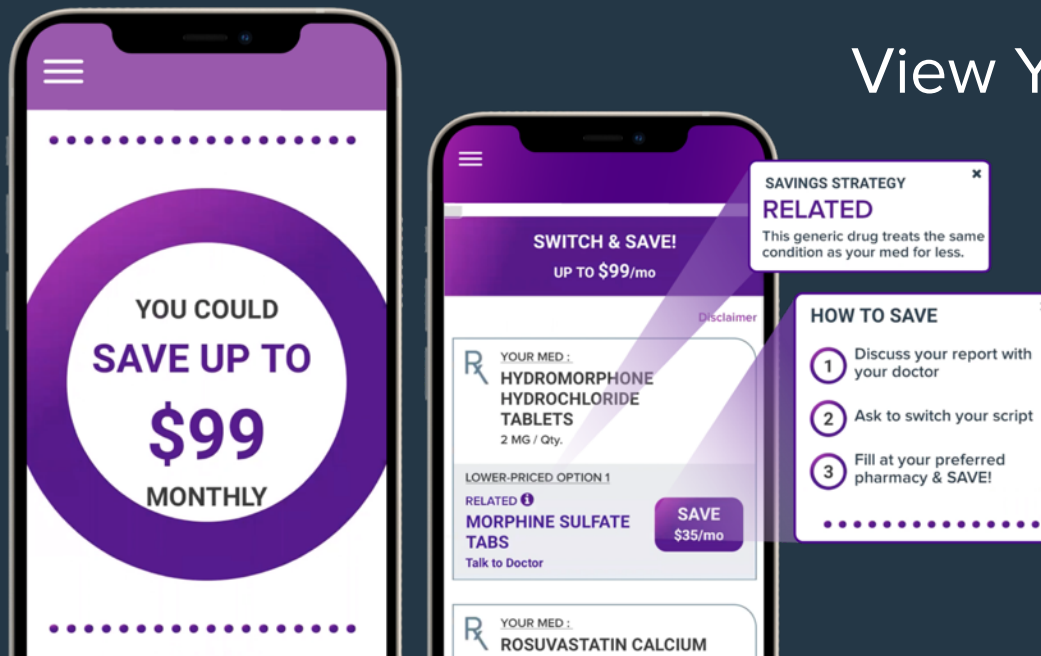 View Y
YOU COULD
SAVE UP TO
$99
MONTHLY
SWITCH & SAVE!
UP TO $99/mo
Disclaimer
YOUR MED :
HYDROMORPHONE
HYDROCHLORIDE
TABLETS
2 MG / Qty.
LOWER-PRICED OPTION 1
RELATED
MORPHINE SULFATE
TABS
Talk to Doctor
SAVE
$35/mo
YOUR MED :
ROSUVASTATIN CALCIUM
SAVINGS STRATEGY
RELATED
This generic drug treats the same
condition as your med for less.
HOW TO SAVE
1 Discuss your report with
your doctor
2 Ask to switch your script
3 Fill at your preferred
pharmacy & SAVE!